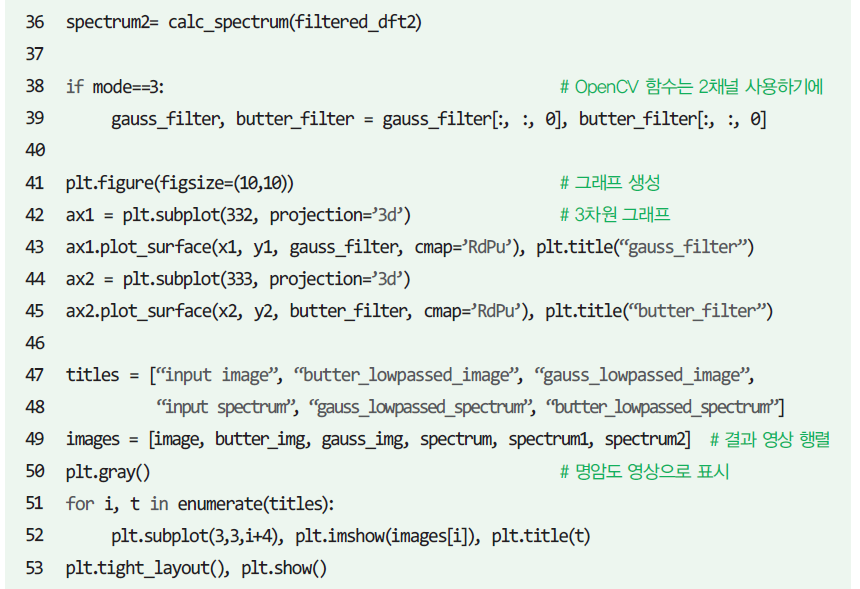 36 spectrum2= calc_spectrum(filtered_dft2)
37
38 if mode==3: # OpenCV 함수는 2채널 사용하기에
39 gauss_filter, butter_filter = gauss_filter[:, :, 0], butter_filter[:, :, 0]
40
41 plt.figure(figsize=(10,10)) # 그래프 생성
42 ax1 = plt.subplot(332, projection=’3d’) # 3차원 그래프
43 ax1.plot_surface(x1, y1, gauss_filter, cmap=’RdPu’), plt.title(“gauss_filter”)
44 ax2 = plt.subplot(333, projection=’3d’)
45 ax2.plot_surface(x2, y2, butter_filter, cmap=’RdPu’), plt.title(“butter_filter”)
46
47 titles = [“input image”, “butter_lowpassed_image”, “gauss_lowpassed_image”,
48 “input spectrum”, “gauss_lowpassed_spectrum”, “butter_lowpassed_spectrum”]
49 images = [image, butter_img, gauss_img, spectrum, spectrum1, spectrum2] # 결과 영상 행렬
50 plt.gray() # 명암도 영상으로 표시
51 for i, t in enumerate(titles):
52 plt.subplot(3,3,i+4), plt.imshow(images[i]), plt.title(t)
53 plt.tight_layout(), plt.show()